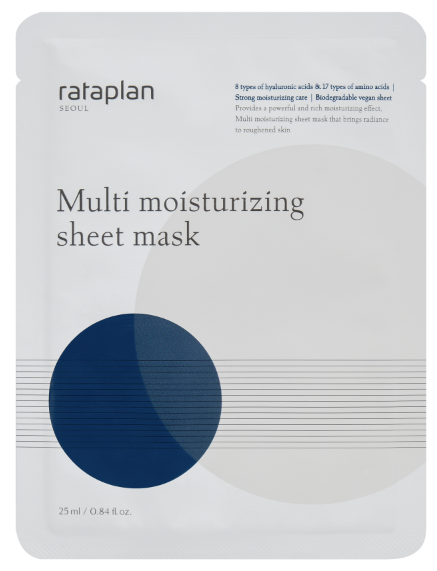 rataplan
SEOUL
8 types of hyaluronic acids & 17 types of amino acids |
Strong moisturizing care | Biodegradable vegan sheet
Provides a powerful and rich moisturizing effect,
Multi moisturizing sheet mask that brings radiance
to roughened skin
Multi moisturizing
sheet mask
25 ml / 0.84 fl. oz.